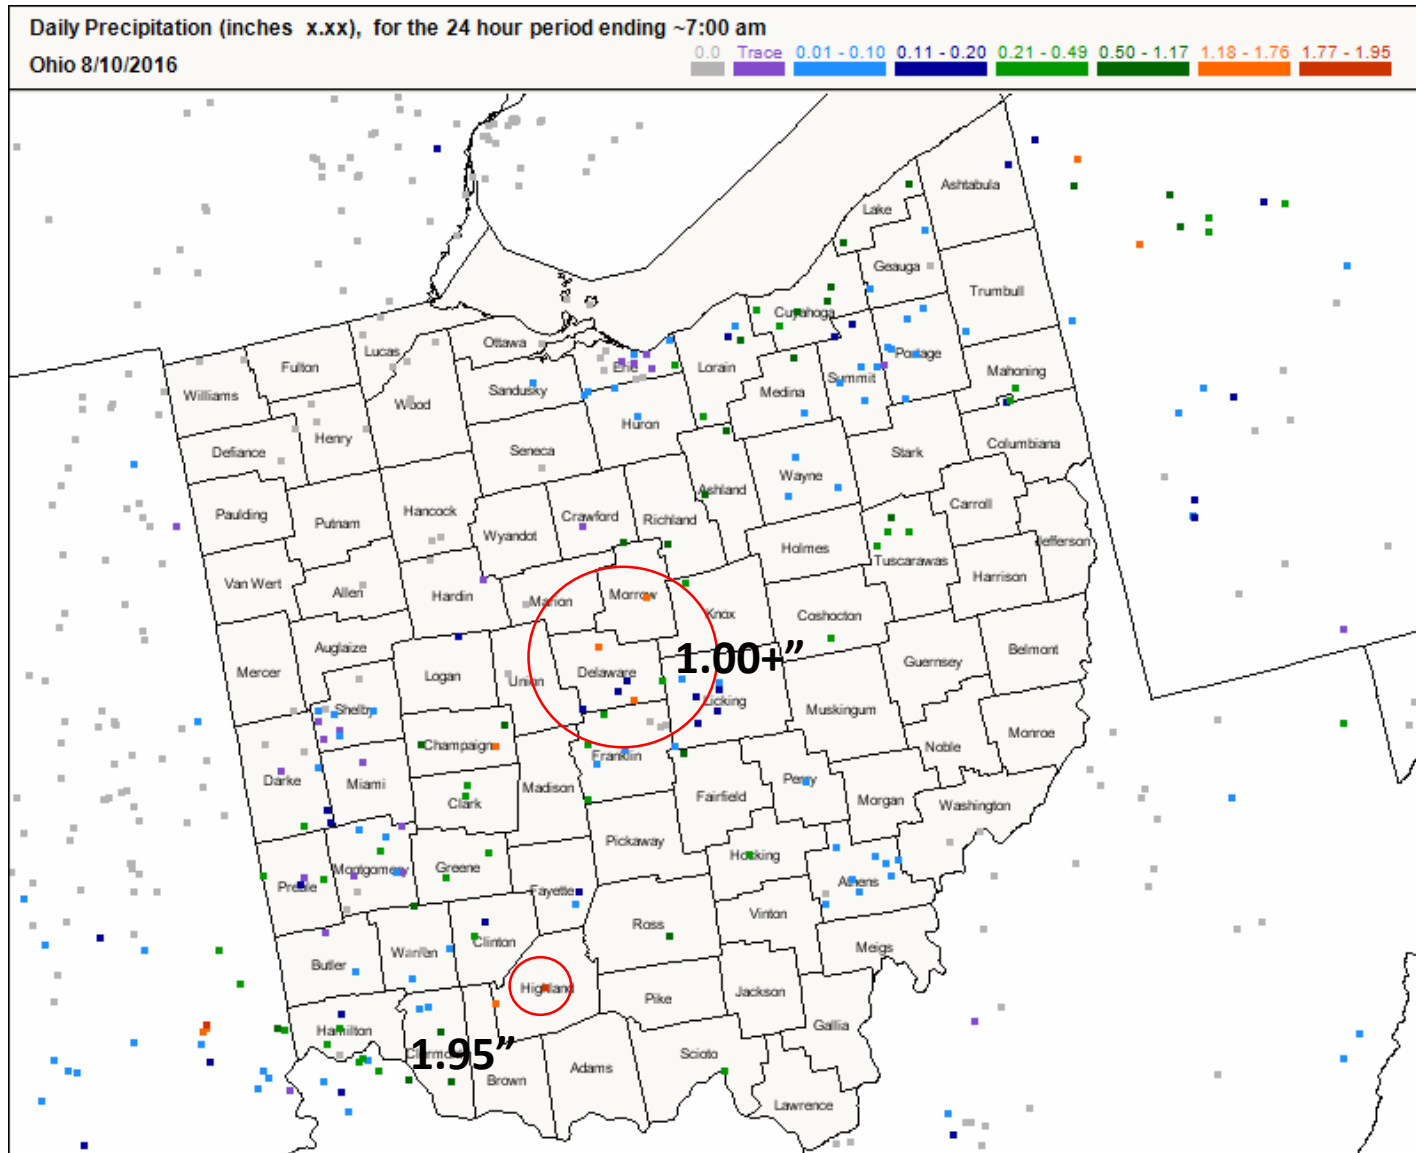 Daily Precipitation (inches x.xx), for the 24 hour period ending ~7:00 am
Ohio 8/10/2016
0.0 Trace 0.01 - 0.10 0.11 - 0.20 0.21 - 0.49 0.50 - 1.17 1.18 - 1.76 1.77 - 1.95
Ashtabula
Lake
Geauga
Trumbull
Cuyahoga
Ottawa
Lucas
Fulton
Williams
Wood
Sandusky
Erie
Lorain
Medina
Summit
Portage
Mahoning
Henry
Defiance
Seneca
Huron
Columbiana
Stark
Wayne
Ashland
Carroll
Paulding
Putnam
Hancock
Wyandot
Crawford
Richland
Holmes
Tuscarawas
Jefferson
Harrison
Van Wert
Allen
Hardin
Marion
Morrow
Knox
Coshocton
Belmont
Guernsey
Auglaize
Mercer
Logan
Union
Delaware
1.00+”
Licking
Muskingum
Shelby
Champaign
Franklin
Noble
Monroe
Darke
Miami
Clark
Madison
Fairfield
Perry
Morgan
Washington
Pickaway
Hocking
Preble
Montgomery
Greene
Fayette
Athens
Ross
Vinton
Meigs
Clinton
Warren
Butler
Highland
Pike
Jackson
Gallia
Hamilton
Clermont
1.95”
Brown
Adams
Scioto
Lawrence